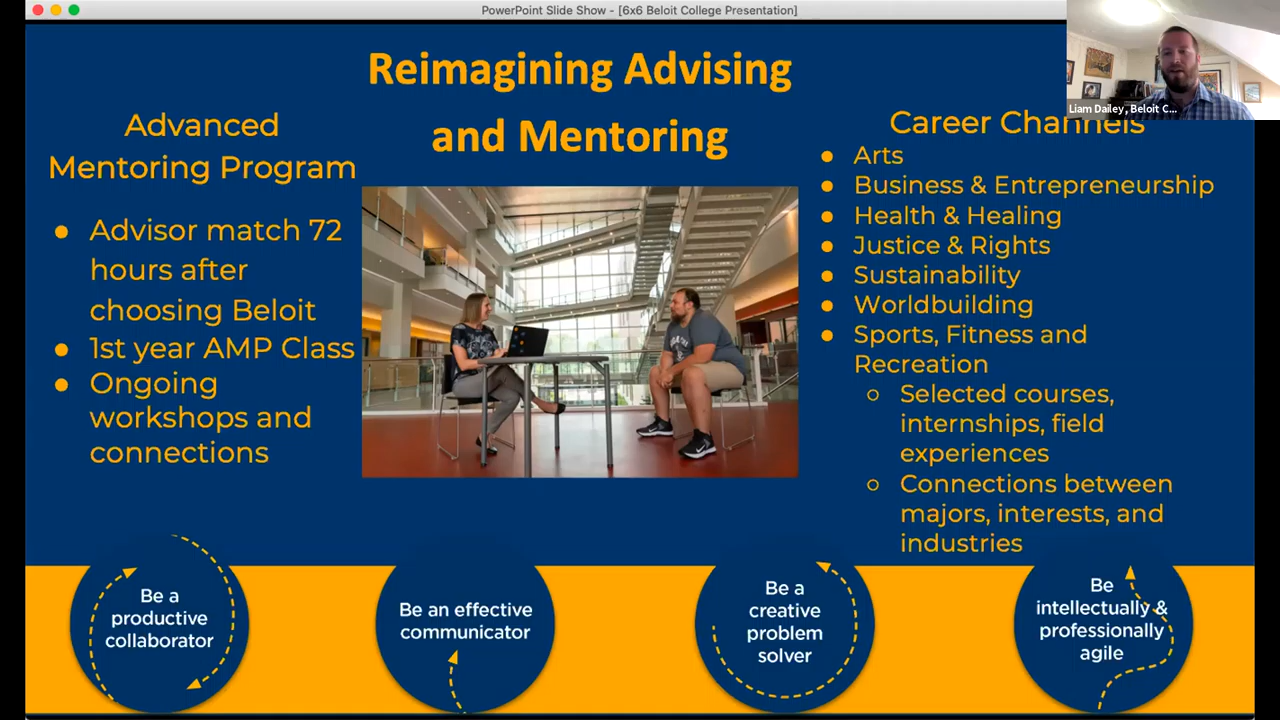 PowerPoint Slide Show - [6x6 Beloit College Presentation]
Liam Dailey, Beloit C...
Reimagining Advising
and Mentoring
Advanced
Mentoring Program
● Advisor match 72
hours after
choosing Beloit
● 1st year AMP Class
● Ongoing
workshops and
connections
Career Channels
● Arts
● Business & Entrepreneurship
● Health & Healing
● Justice & Rights
● Sustainability
● Worldbuilding
● Sports, Fitness and
Recreation
○ Selected courses,
internships, field
experiences
○ Connections between
majors, interests, and
industries
Be a
productive
collaborator
Be an effective
communicator
Be a
creative
problem
solver
Be
intellectually &
professionally
agile